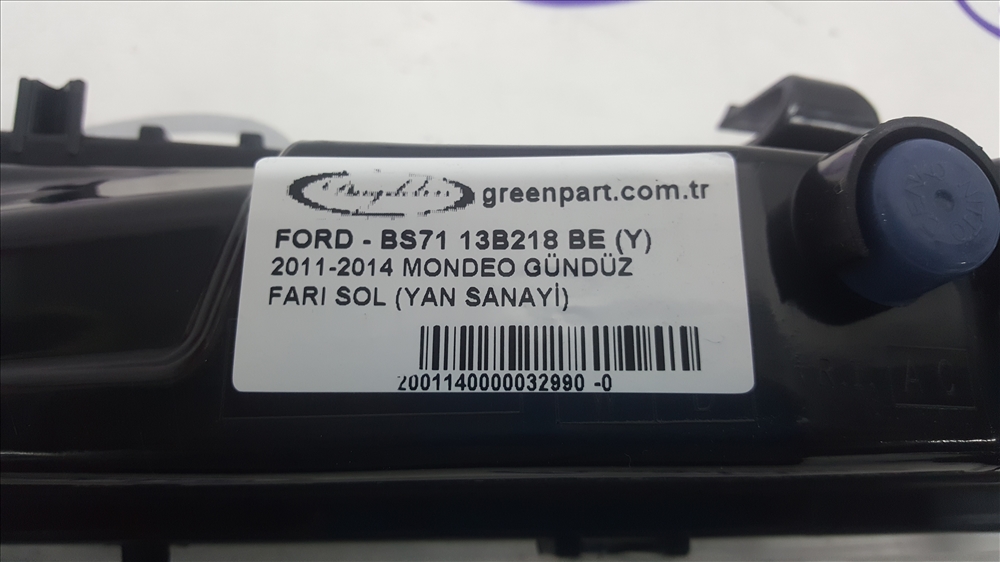 greenpart.com.tr
FORD - BS71 13B218 BE (Y)
2011-2014 MONDEO GÜNDÜZ
FARI SOL (YAN SANAYİ)
2001140000032990 -0